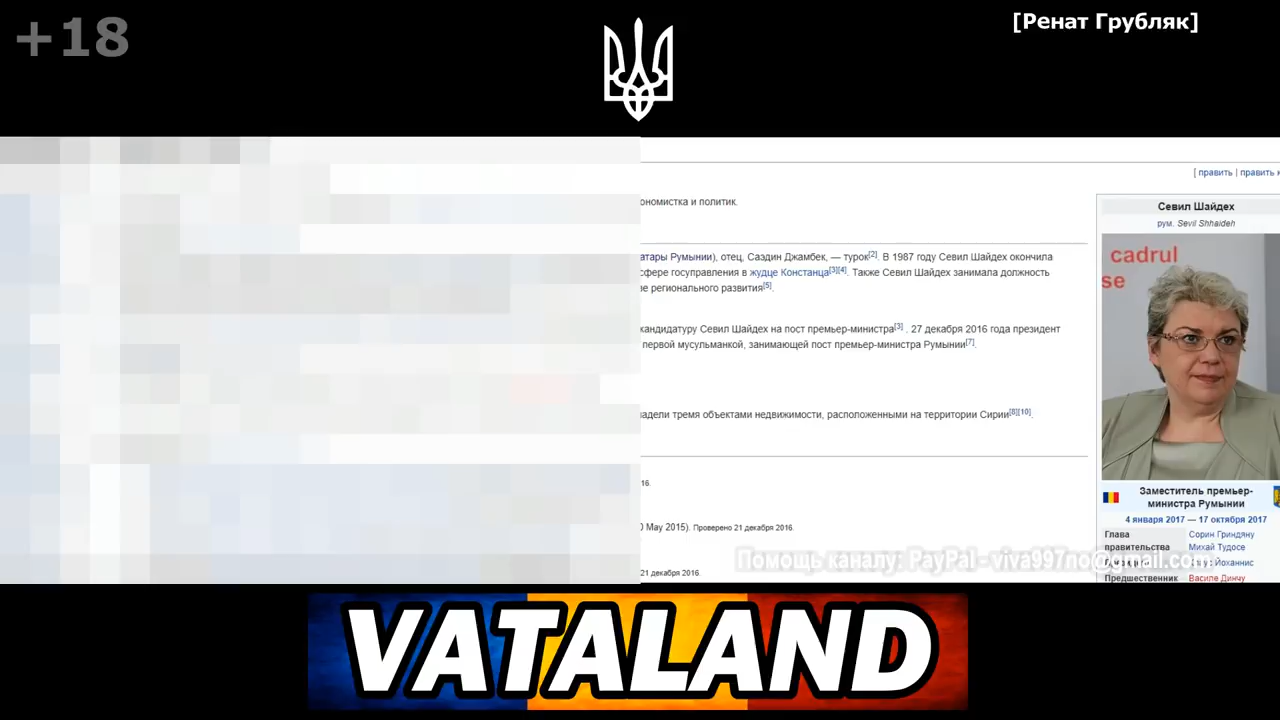 +18
[Ренат Грубляк]
[ править | править к
ономистка и политик.
атары Румынии), отец, Саздин Джамбек, — турок[2]. В 1987 году Севил Шайдех окончила
сфере госуправления в жудце Констанца[3][4]. Также Севил Шайдех занимала должность
ве регионального развития[5].
кандидатуру Севил Шайдех на пост премьер-министра[3] . 27 декабря 2016 года президент
первой мусульманкой, занимающей пост премьер-министра Румынии[7].
ладели тремя объектами недвижимости, расположенными на территории Сирии[8][10].
16.
0 May 2015). Проверено 21 декабря 2016.
21 декабря 2016.
Севил Шайдех
рум. Sevil Shhaideh
cadrul
se
Заместитель премьер-
министра Румынии
4 января 2017 — 17 октября 2017
Глава
правительства
Сорин Гриндяну
Михай Тудосе
Йоханнис
Предшественник
Василе Динчу
Помощь каналу: PayPal - viva997no@gmail.com
VATALAND